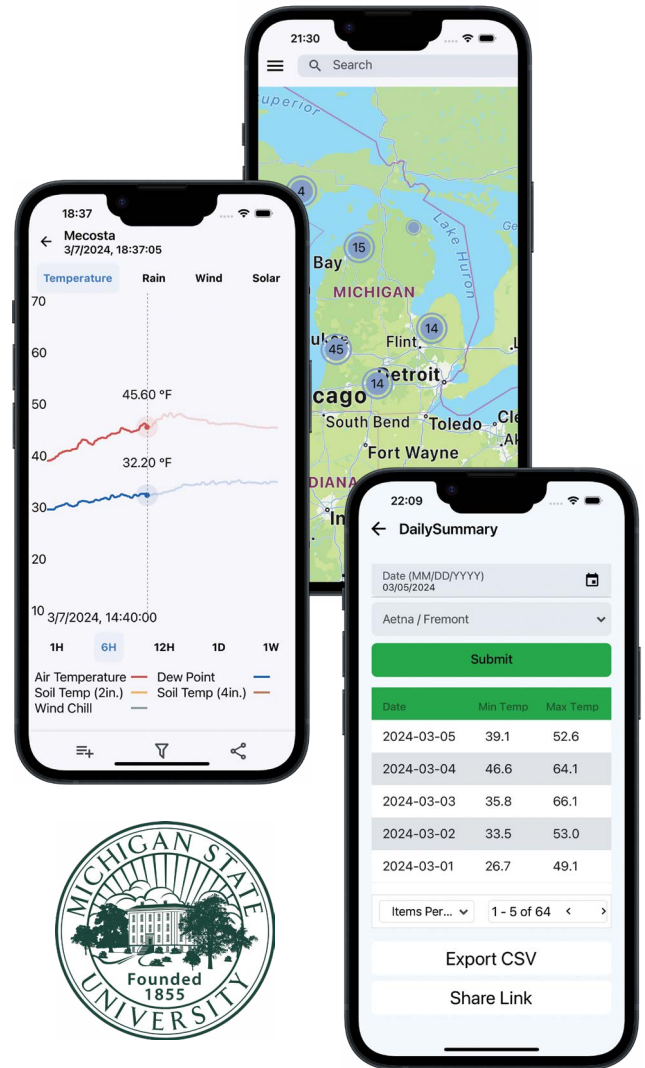 21:30
Search
uperior
4
15
Bay
Lake Huron
Ge
MICHIGAN
14
45
Flint
14
Detroit
cago
South Bend
Toledo
Cle
Ak
Fort Wayne
DIANA
In
18:37
Mecosta
3/7/2024, 18:37:05
Temperature Rain Wind Solar
70
60
50
45.60 °F
40
32.20 °F
30
20
10
3/7/2024, 14:40:00
1H 6H 12H 1D 1W
Air Temperature Dew Point
Soil Temp (2in.) Soil Temp (4in.)
Wind Chill
22:09
DailySummary
Date (MM/DD/YYYY)
03/05/2024
Aetna / Fremont
Submit
Date Min Temp Max Temp
2024-03-05 39.1 52.6
2024-03-04 46.6 64.1
2024-03-03 35.8 66.1
2024-03-02 33.5 53.0
2024-03-01 26.7 49.1
Items Per... 1 - 5 of 64
Export CSV
Share Link
MICHIGAN STATE
UNIVERSITY
Founded
1855